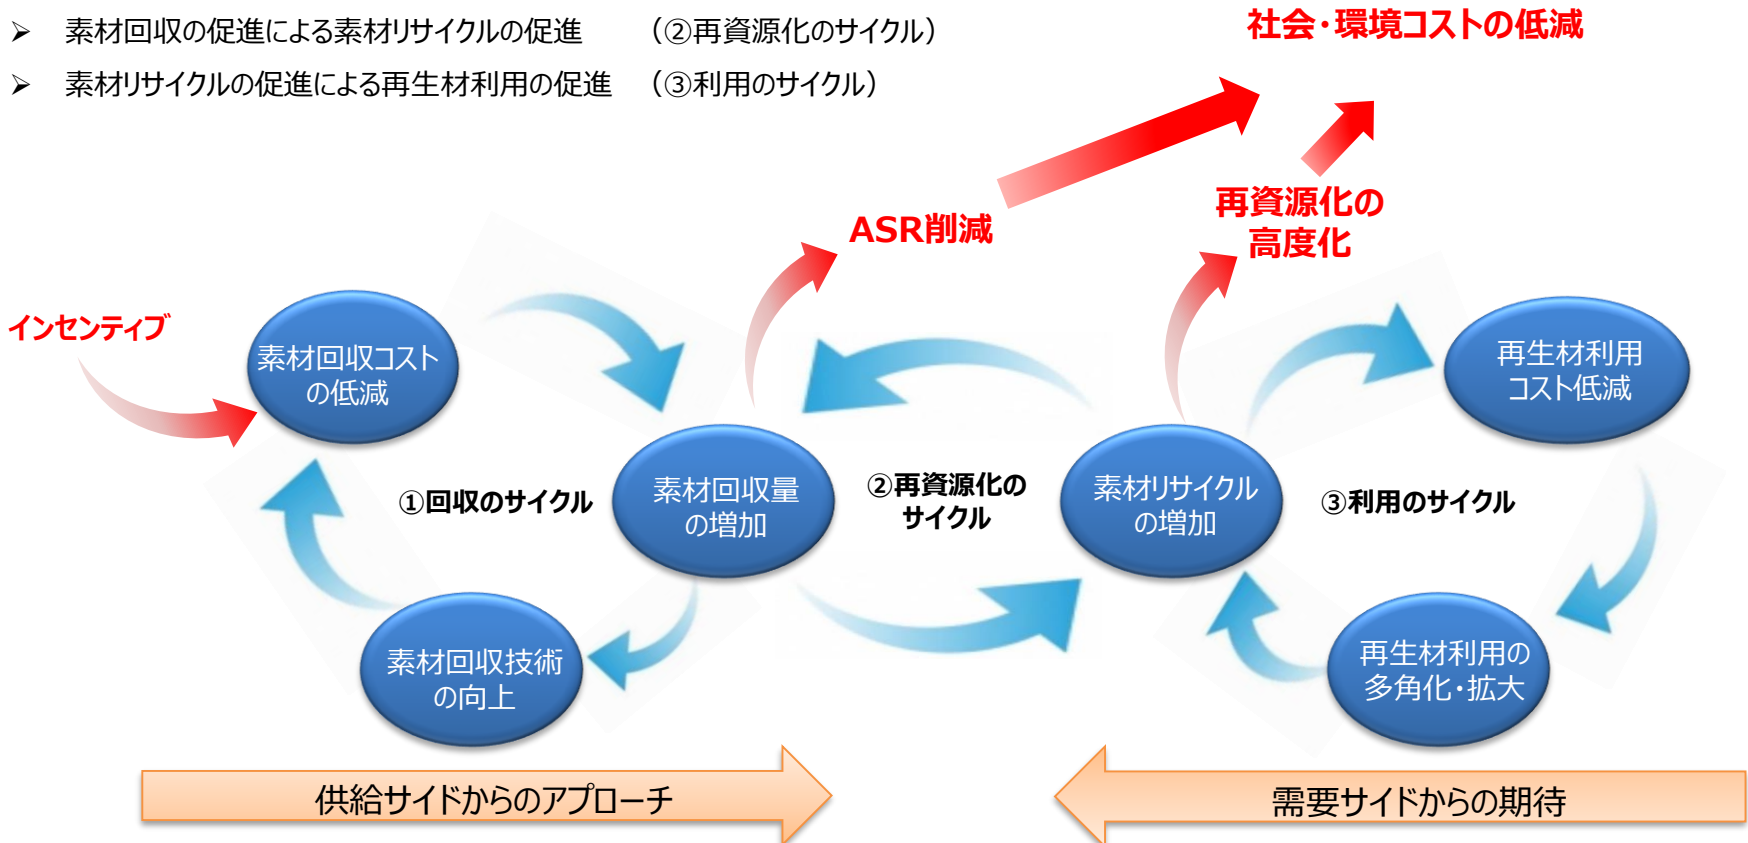 ➢ 素材回収の促進による素材リサイクルの促進 （②再資源化のサイクル）
➢ 素材リサイクルの促進による再生材利用の促進 （③利用のサイクル）
社会・環境コストの低減
ASR削減
再資源化の
高度化
インセンティブ
素材回収コスト
の低減
再生材利用
コスト低減
①回収のサイクル
素材回収量
の増加
②再資源化の
サイクル
素材リサイクル
の増加
③利用のサイクル
素材回収技術
の向上
再生材利用の
多角化・拡大
供給サイドからのアプローチ
需要サイドからの期待